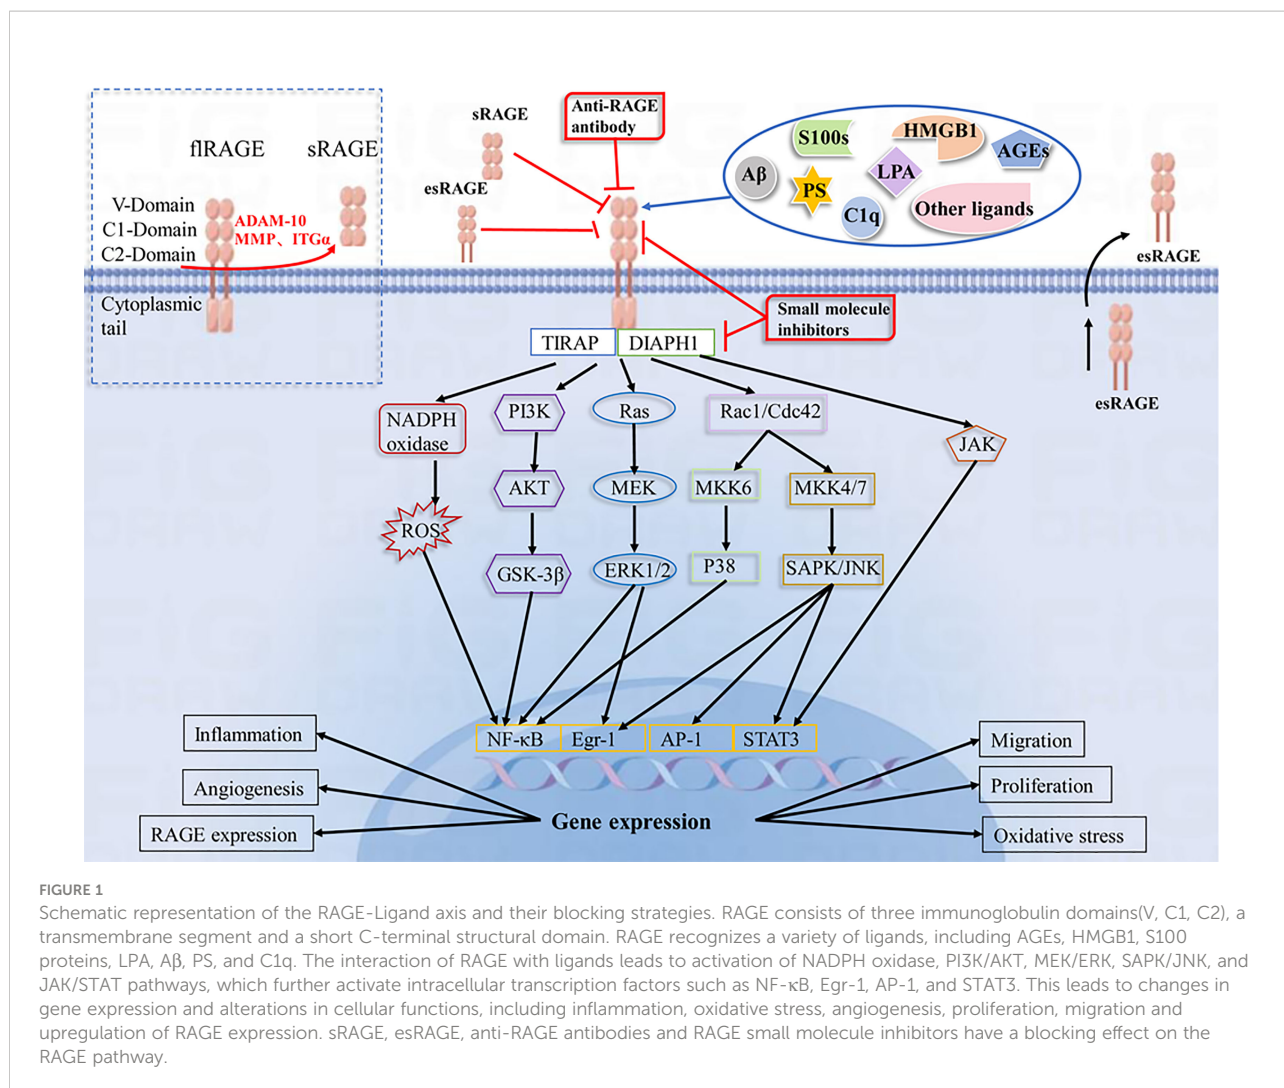 sRAGE
Anti-RAGE
antibody
S100s
HMGB1
AGEs
flRAGE
sRAGE
esRAGE
Aβ
PS
LPA
C1q
Other ligands
V-Domain
C1-Domain
C2-Domain
ADAM-10
MMP、ITGα
esRAGE
Cytoplasmic
tail
Small molecule
inhibitors
TIRAP
DIAPH1
esRAGE
NADPH
oxidase
PI3K
Ras
Rac1/Cdc42
JAK
ROS
AKT
MEK
MKK6
MKK4/7
GSK-3β
ERK1/2
P38
SAPK/JNK
NF-κB
Egr-1
AP-1
STAT3
Inflammation
Angiogenesis
RAGE expression
Gene expression
Migration
Proliferation
Oxidative stress
FIGURE 1
Schematic representation of the RAGE-Ligand axis and their blocking strategies. RAGE consists of three immunoglobulin domains(V, C1, C2), a
transmembrane segment and a short C-terminal structural domain. RAGE recognizes a variety of ligands, including AGEs, HMGB1, S100
proteins, LPA, Aβ, PS, and C1q. The interaction of RAGE with ligands leads to activation of NADPH oxidase, PI3K/AKT, MEK/ERK, SAPK/JNK, and
JAK/STAT pathways, which further activate intracellular transcription factors such as NF-κB, Egr-1, AP-1, and STAT3. This leads to changes in
gene expression and alterations in cellular functions, including inflammation, oxidative stress, angiogenesis, proliferation, migration and
upregulation of RAGE expression. sRAGE, esRAGE, anti-RAGE antibodies and RAGE small molecule inhibitors have a blocking effect on the
RAGE pathway.